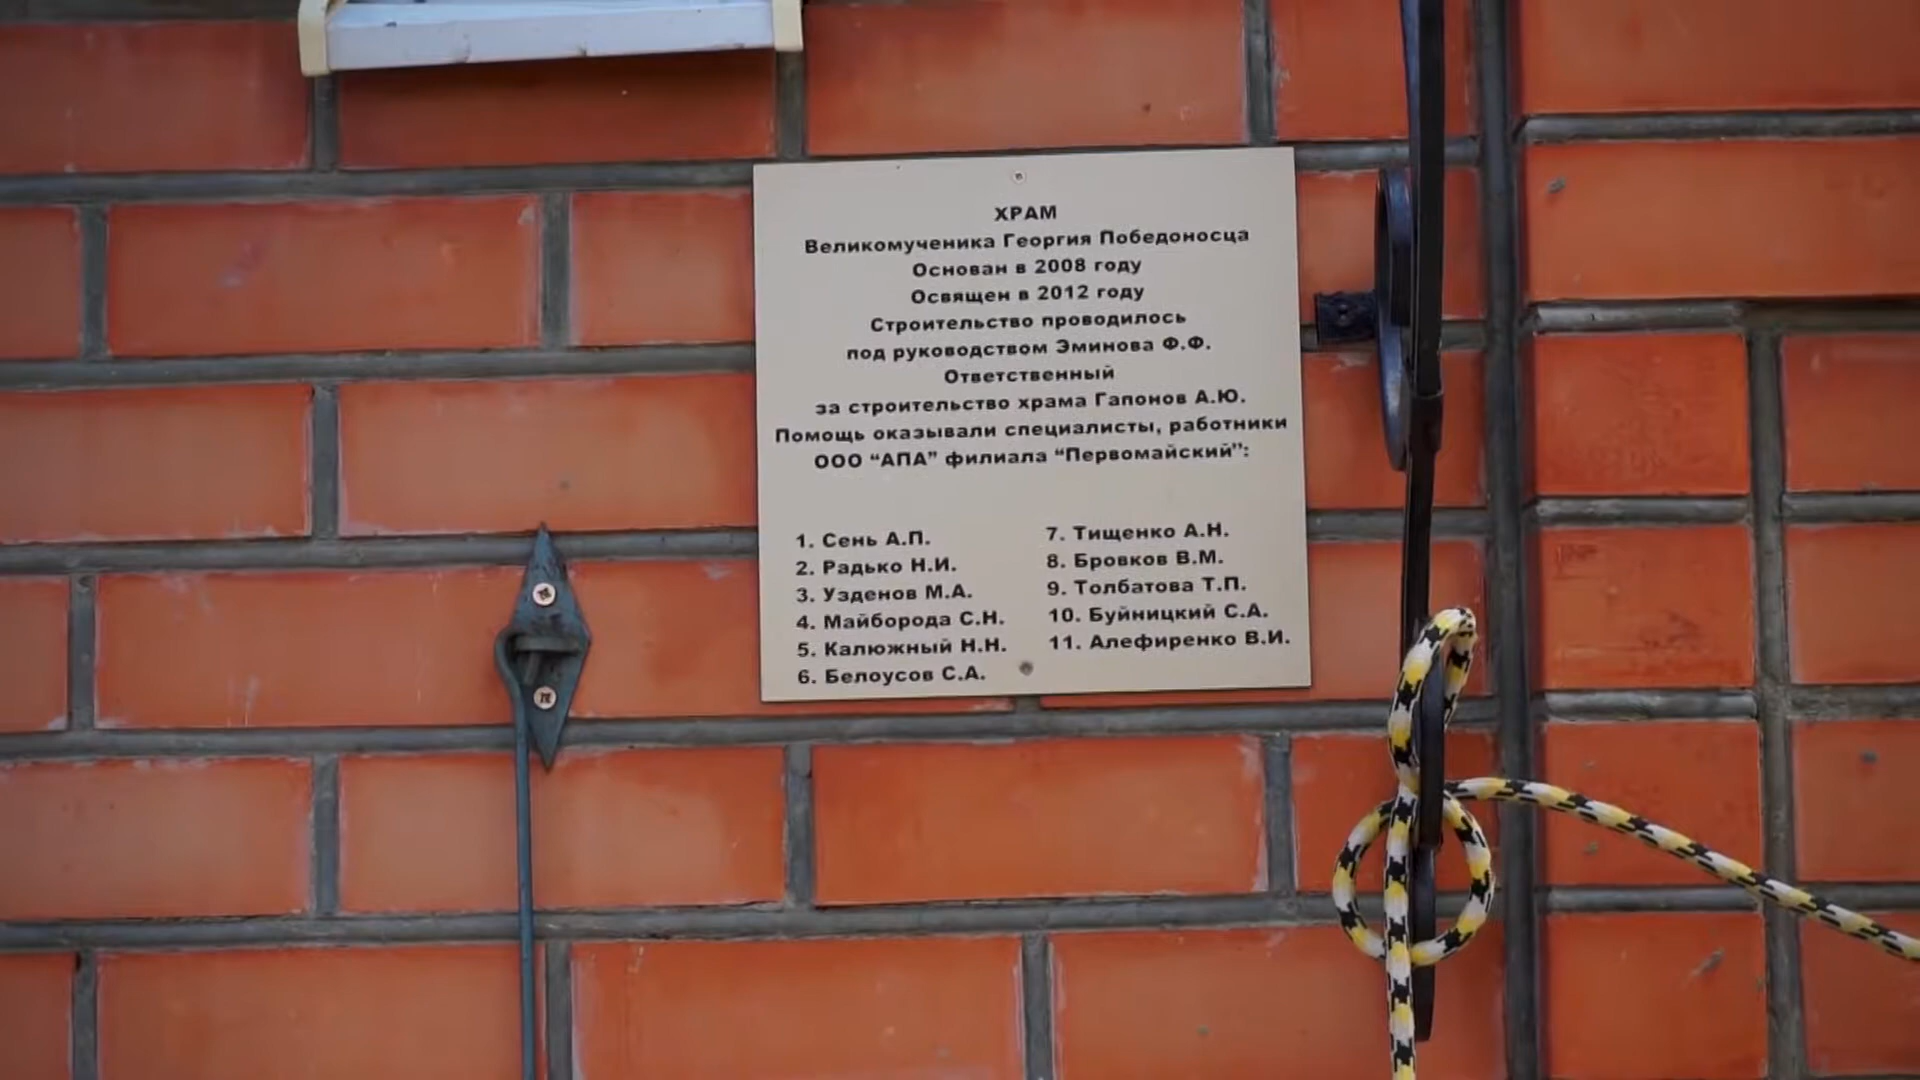 ХРАМ
Великомученика Георгия Победоносца
Основан в 2008 году
Освящен в 2012 году
Строительство проводилось
под руководством Эминова Ф.Ф.
Ответственный
за строительство храма Гапонов А.Ю.
Помощь оказывали специалисты, работники
ООО “АПА” филиала “Первомайский”:
1. Сень А.П.
2. Радько Н.И.
3. Узденов М.А.
4. Майборода С.Н.
5. Калюжный Н.Н.
6. Белоусов С.А.
7. Тищенко А.Н.
8. Бровков В.М.
9. Толбатова Т.П.
10. Буйницкий С.А.
11. Алефиренко В.И.